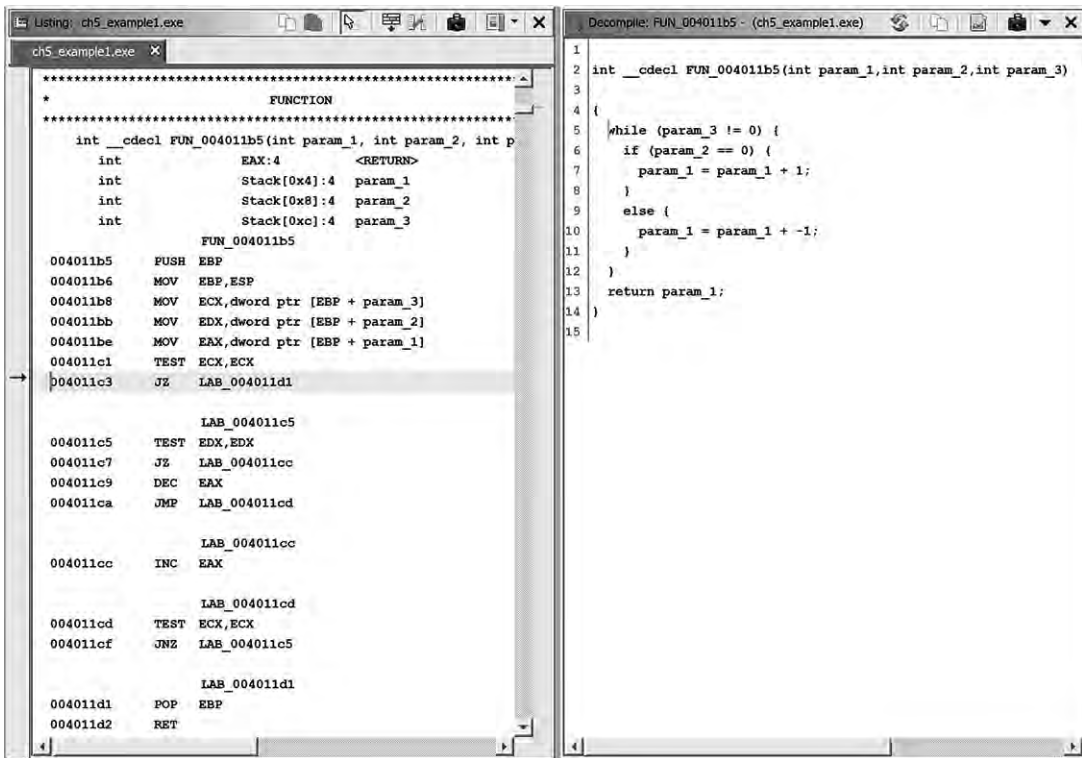 Listing: ch5_example1.exe
ch5_example1.exe
*****************************************************************
* FUNCTION
*****************************************************************
int __cdecl FUN_004011b5(int param_1, int param_2, int p
int EAX:4 <RETURN>
int Stack[0x4]:4 param_1
int Stack[0x8]:4 param_2
int Stack[0xc]:4 param_3
FUN_004011b5
004011b5 PUSH EBP
004011b6 MOV EBP,ESP
004011b8 MOV ECX,dword ptr [EBP + param_3]
004011bb MOV EDX,dword ptr [EBP + param_2]
004011be MOV EAX,dword ptr [EBP + param_1]
004011c1 TEST ECX,ECX
004011c3 JZ LAB_004011d1
LAB_004011c5
004011c5 TEST EDX,EDX
004011c7 JZ LAB_004011cc
004011c9 DEC EAX
004011ca JMP LAB_004011cd
LAB_004011cc
004011cc INC EAX
LAB_004011cd
004011cd TEST ECX,ECX
004011cf JNZ LAB_004011c5
LAB_004011d1
004011d1 POP EBP
004011d2 RET
Decompile: FUN_004011b5 - (ch5_example1.exe)
1
2 int __cdecl FUN_004011b5(int param_1,int param_2,int param_3)
3
4 {
5 while (param_3 != 0) {
6 if (param_2 == 0) {
7 param_1 = param_1 + 1;
8 }
9 else {
10 param_1 = param_1 + -1;
11 }
12 }
13 return param_1;
14 }
15